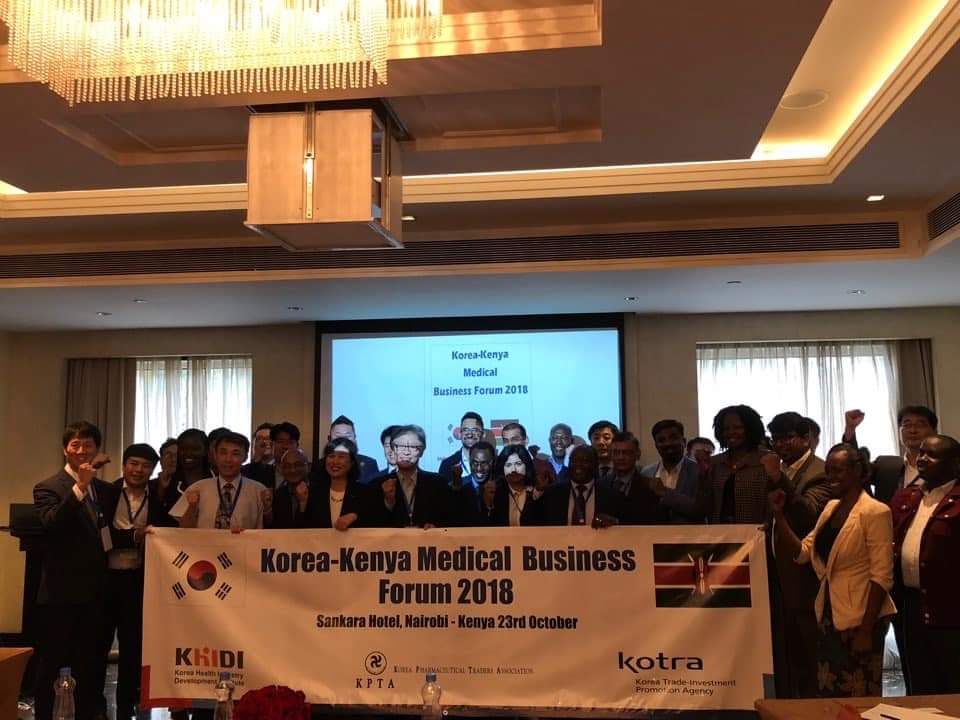 Korea-Kenya
Medical
Business Forum 2018
Korea-Kenya Medical Business
Forum 2018
Sankara Hotel, Nairobi - Kenya 23rd October
KHIDI
Korea Health Industry
Development
KPTA
KOREA PHARMACEUTICAL TRADERS ASSOCIATION
kotra
Korea Trade-Investment
Promotion Agency